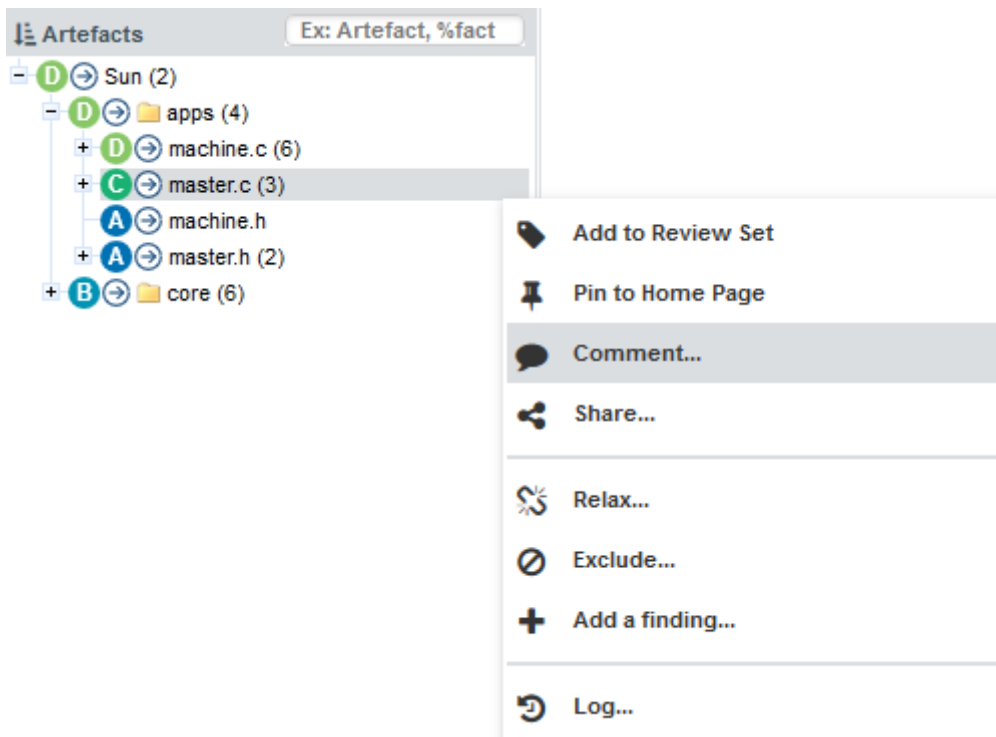 Artefacts
Ex: Artefact, %fact
D Sun (2)
D apps (4)
D machine.c (6)
C master.c (3)
A machine.h
A master.h (2)
B core (6)
Add to Review Set
Pin to Home Page
Comment...
Share...
Relax...
Exclude...
Add a finding...
Log...